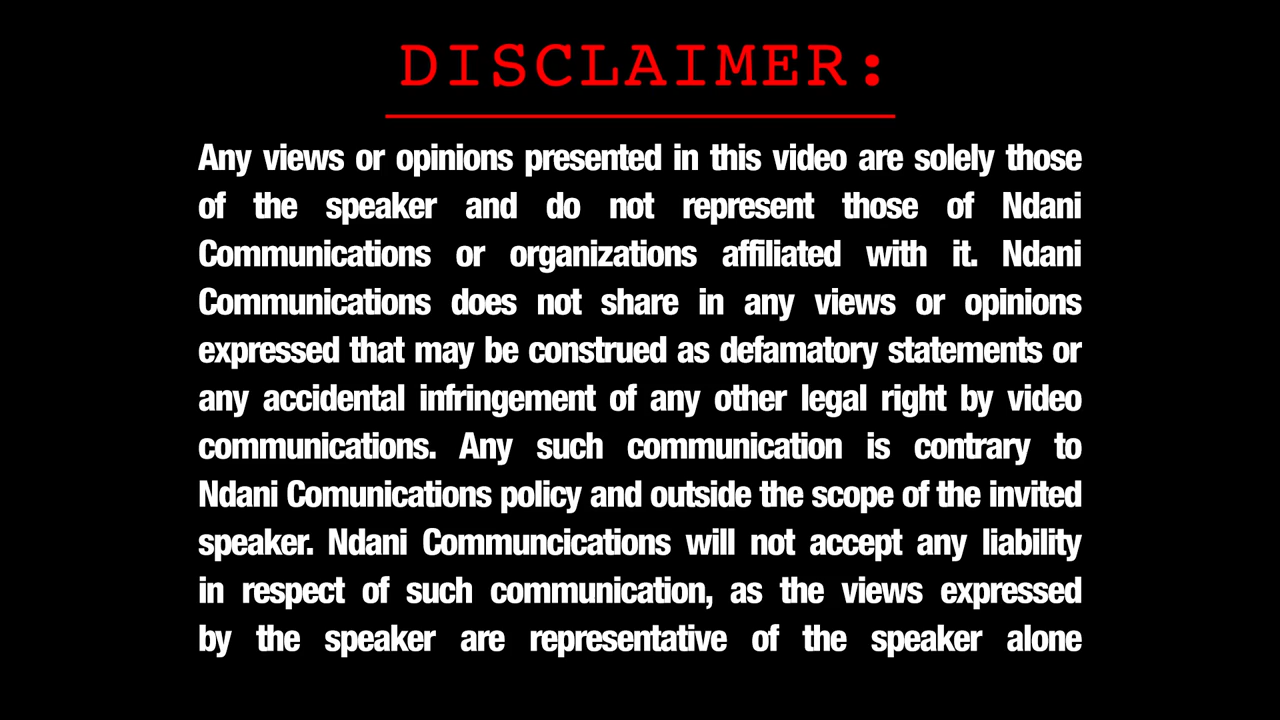 DISCLAIMER:
Any views or opinions presented in this video are solely those
of the speaker and do not represent those of Ndani
Communications or organizations affiliated with it. Ndani
Communications does not share in any views or opinions
expressed that may be construed as defamatory statements or
any accidental infringement of any other legal right by video
communications. Any such communication is contrary to
Ndani Comunications policy and outside the scope of the invited
speaker. Ndani Communcications will not accept any liability
in respect of such communication, as the views expressed
by the speaker are representative of the speaker alone